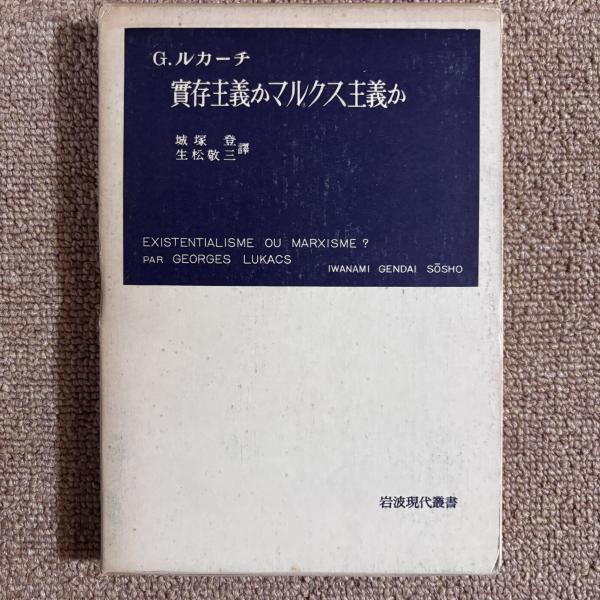 G.ルカーチ
實存主義かマルクス主義か
城塚 登
生松敬三 譯
EXISTENTIALISME OU MARXISME ?
PAR GEORGES LUKACS
IWANAMI GENDAI SŌSHO
岩波現代叢書